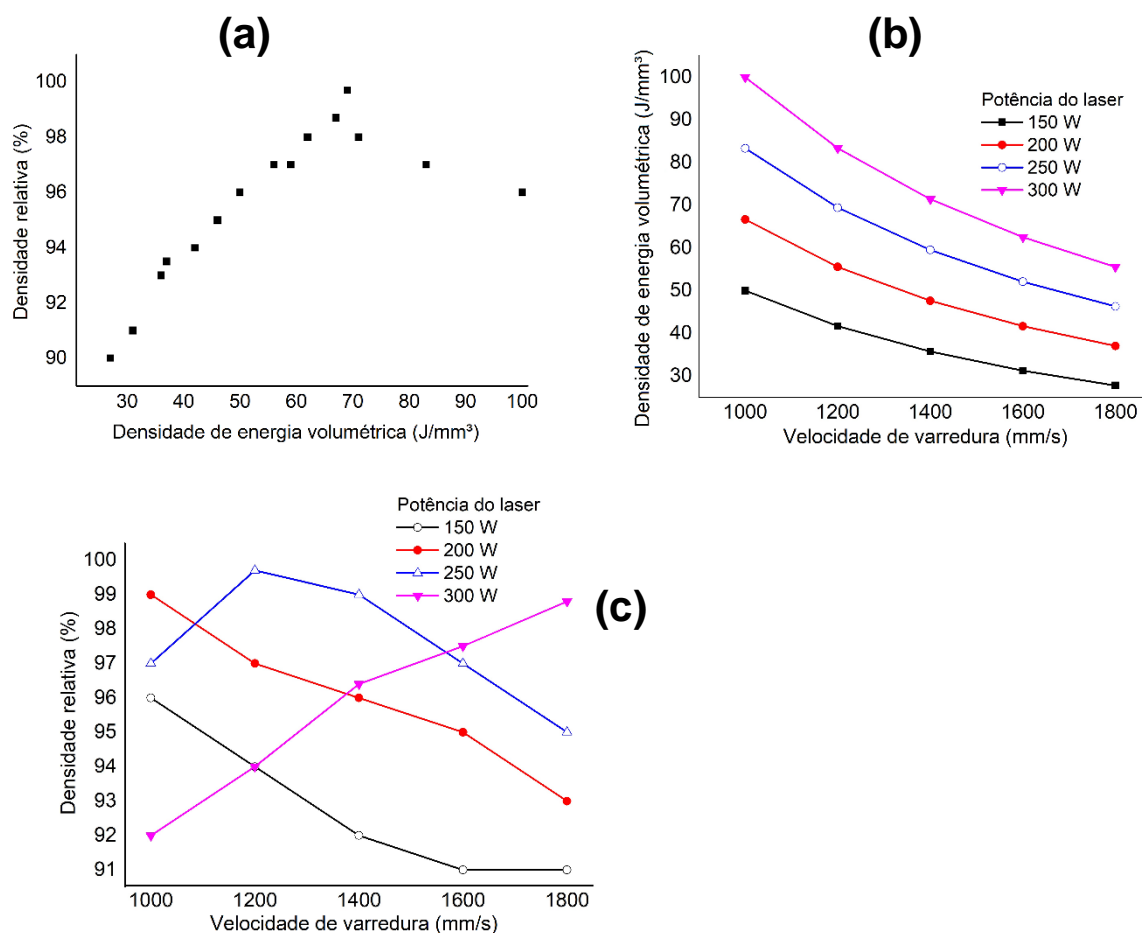 (a)
100
98
96
94
92
90
Densidade relativa (%)
30 40 50 60 70 80 90 100
Densidade de energia volumétrica (J/mm³)
(b)
100
90
80
70
60
50
40
30
Densidade de energia volumétrica (J/mm³)
Potência do laser
150 W
200 W
250 W
300 W
1000 1200 1400 1600 1800
Velocidade de varredura (mm/s)
Potência do laser
150 W
200 W
250 W
300 W
(c)
100
99
98
97
96
95
94
93
92
91
Densidade relativa (%)
1000 1200 1400 1600 1800
Velocidade de varredura (mm/s)